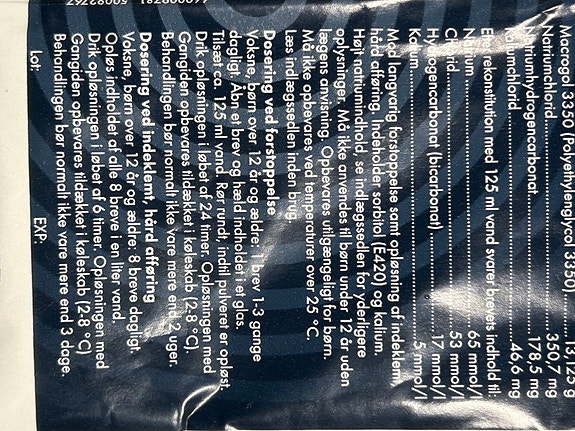 Macrogol 3350 (Polyethylenglycol 3350) ...... 13,125 g
Natriumchlorid ...... 350,7 mg
Natriumhydrogencarbonat ...... 178,5 mg
Kaliumchlorid ...... 46,6 mg
Efter rekonstitution med 125 ml vand svarer brevets indhold til:
Natrium ...... 65 mmol/l
Chlorid ...... 53 mmol/l
Hydrogencarbonat (bicarbonat) ...... 17 mmol/l
Kalium ...... 5 mmol/l
Mod langvarig forstoppelse samt opløsning af indeklemt,
hård afføring. Indeholder sorbitol (E420) og kalium.
Højt natriumindhold, se indlægssedlen for yderligere
oplysninger. Må ikke anvendes til børn under 12 år uden
lægens anvisning. Opbevares utilgængeligt for børn.
Må ikke opbevares ved temperaturer over 25 °C.
Læs indlægssedlen inden brug.
Dosering ved forstoppelse
Voksne, børn over 12 år og ældre: 1 brev 1-3 gange
dagligt. Åbn et brev og hæld indholdet i et glas.
Tilsæt ca. 125 ml vand. Rør rundt, indtil pulveret er opløst.
Drik opløsningen i løbet af 24 timer. Opløsningen med
Gangiden opbevares tildækket i køleskab (2-8 °C).
Behandlingen bør normalt ikke vare mere end 2 uger.
Dosering ved indeklemt, hård afføring
Voksne, børn over 12 år og ældre: 8 breve dagligt.
Opløs indholdet af alle 8 breve i en liter vand.
Drik opløsningen i løbet af 6 timer. Opløsningen med
Gangiden opbevares tildækket i køleskab (2-8 °C).
Behandlingen bør normalt ikke vare mere end 3 dage.
Lot: EXP: